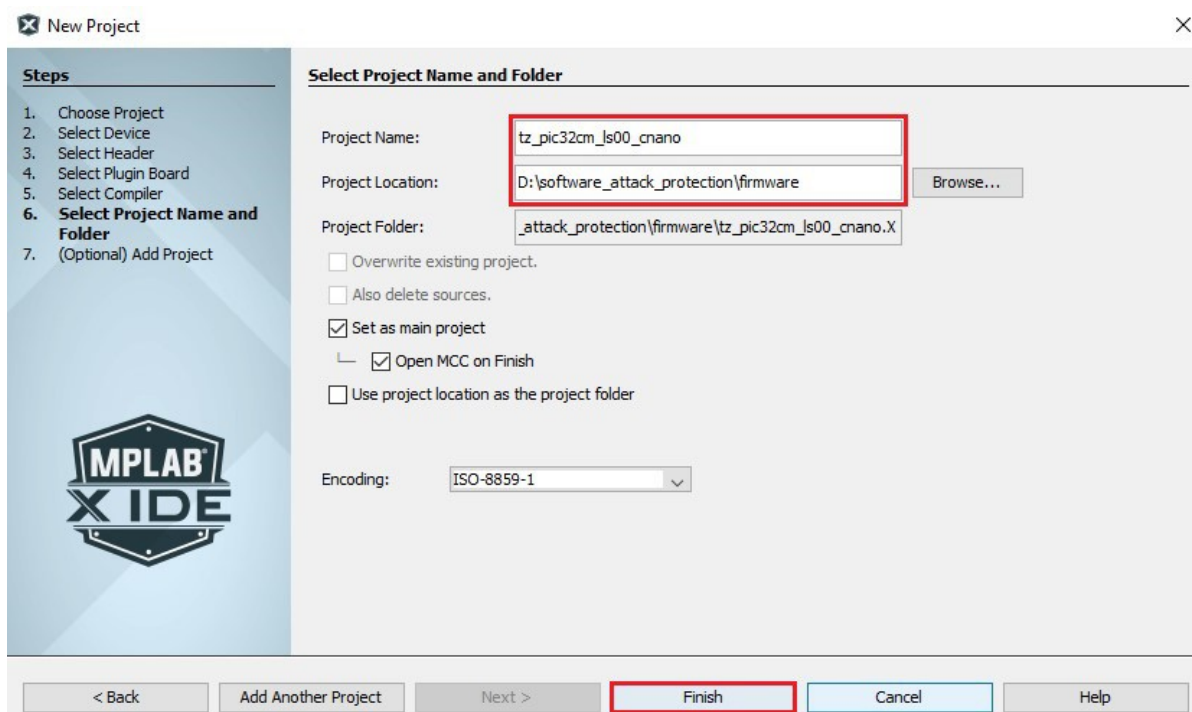 New Project
Steps
1. Choose Project
2. Select Device
3. Select Header
4. Select Plugin Board
5. Select Compiler
6. Select Project Name and
Folder
7. (Optional) Add Project
MPLAB
X IDE
Select Project Name and Folder
Project Name: tz_pic32cm_ls00_cnano
Project Location: D:\software_attack_protection\firmware Browse...
Project Folder: _attack_protection\firmware\tz_pic32cm_ls00_cnano.X
Overwrite existing project.
Also delete sources.
Set as main project
Open MCC on Finish
Use project location as the project folder
Encoding: ISO-8859-1
< Back Add Another Project Next > Finish Cancel Help